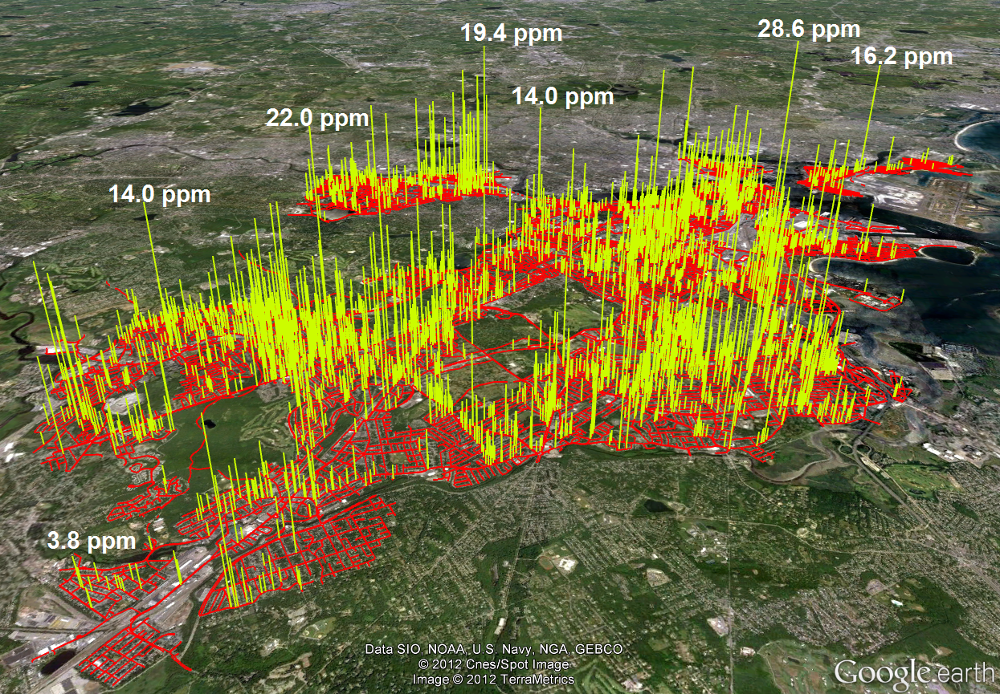 19.4 ppm
28.6 ppm
16.2 ppm
14.0 ppm
22.0 ppm
14.0 ppm
3.8 ppm
Data SIO, NOAA, U.S. Navy, NGA, GEBCO
© 2012 Cnes/Spot Image
Image © 2012 TerraMetrics
Google earth